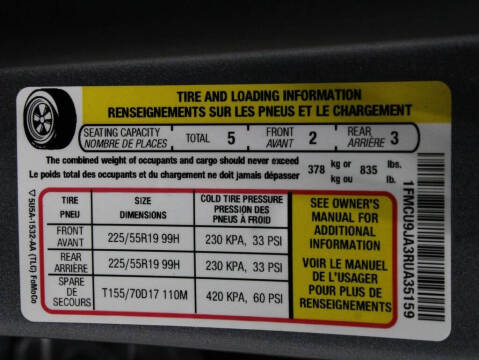 TIRE AND LOADING INFORMATION
RENSEIGNEMENTS SUR LES PNEUS ET LE CHARGEMENT
SEATING CAPACITY
NOMBRE DE PLACES
TOTAL 5
FRONT
AVANT 2
REAR
ARRIÈRE 3
The combined weight of occupants and cargo should never exceed
Le poids total des occupants et du chargement ne doit jamais dépasser
378 kg or 835 lbs.
kg ou lb.
TIRE
PNEU
SIZE
DIMENSIONS
COLD TIRE PRESSURE
PRESSION DES
PNEUS À FROID
FRONT
AVANT
225/55R19 99H
230 KPA, 33 PSI
REAR
ARRIÈRE
225/55R19 99H
230 KPA, 33 PSI
SPARE
DE
SECOURS
T155/70D17 110M
420 KPA, 60 PSI
SEE OWNER'S
MANUAL FOR
ADDITIONAL
INFORMATION
VOIR LE MANUEL
DE L'USAGER
POUR PLUS DE
RENSEIGNEMENTS
1FMCU9JA3RUA35159
5U5A-1532-AA (TLG) FoMoCo